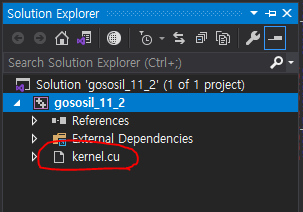 Solution Explorer
Search Solution Explorer (Ctrl+;)
Solution 'gososil_11_2' (1 of 1 project)
gososil_11_2
References
External Dependencies
kernel.cu